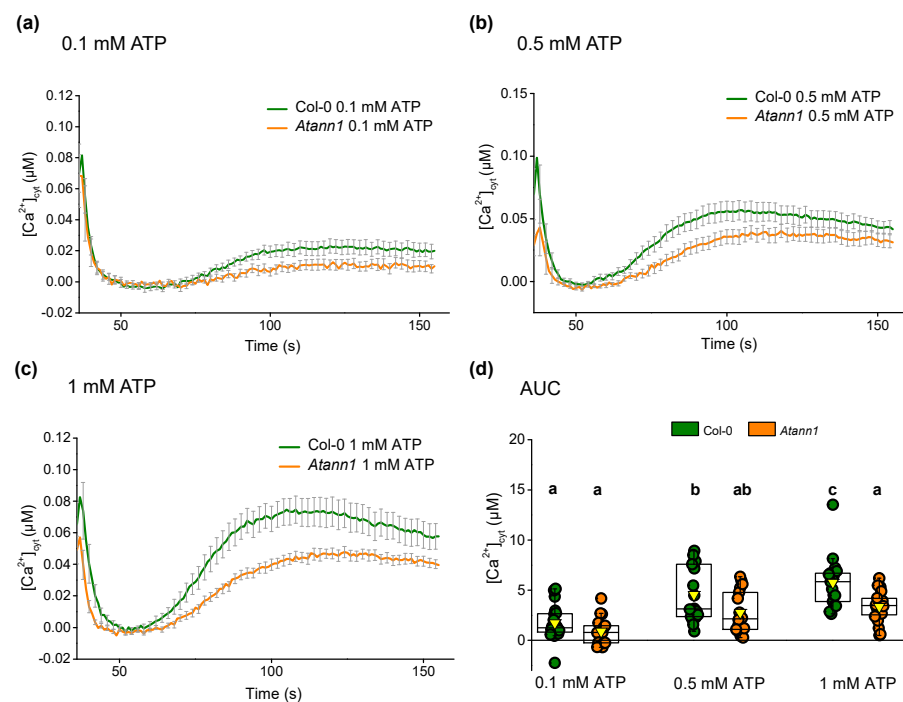 (a)
0.1 mM ATP
0.12
0.10
0.08
0.06
0.04
0.02
0.00
-0.02
[Ca²⁺]cyt (µM)
Col-0 0.1 mM ATP
Atann1 0.1 mM ATP
50
100
150
Time (s)
(b)
0.5 mM ATP
0.15
0.10
0.05
0.00
[Ca²⁺]cyt (µM)
Col-0 0.5 mM ATP
Atann1 0.5 mM ATP
50
100
150
Time (s)
(c)
1 mM ATP
0.12
0.10
0.08
0.06
0.04
0.02
0.00
-0.02
[Ca²⁺]cyt (µM)
Col-0 1 mM ATP
Atann1 1 mM ATP
50
100
150
Time (s)
(d)
AUC
Col-0
Atann1
20
15
10
5
0
[Ca²⁺]cyt (µM)
a
a
b
ab
c
a
0.1 mM ATP
0.5 mM ATP
1 mM ATP